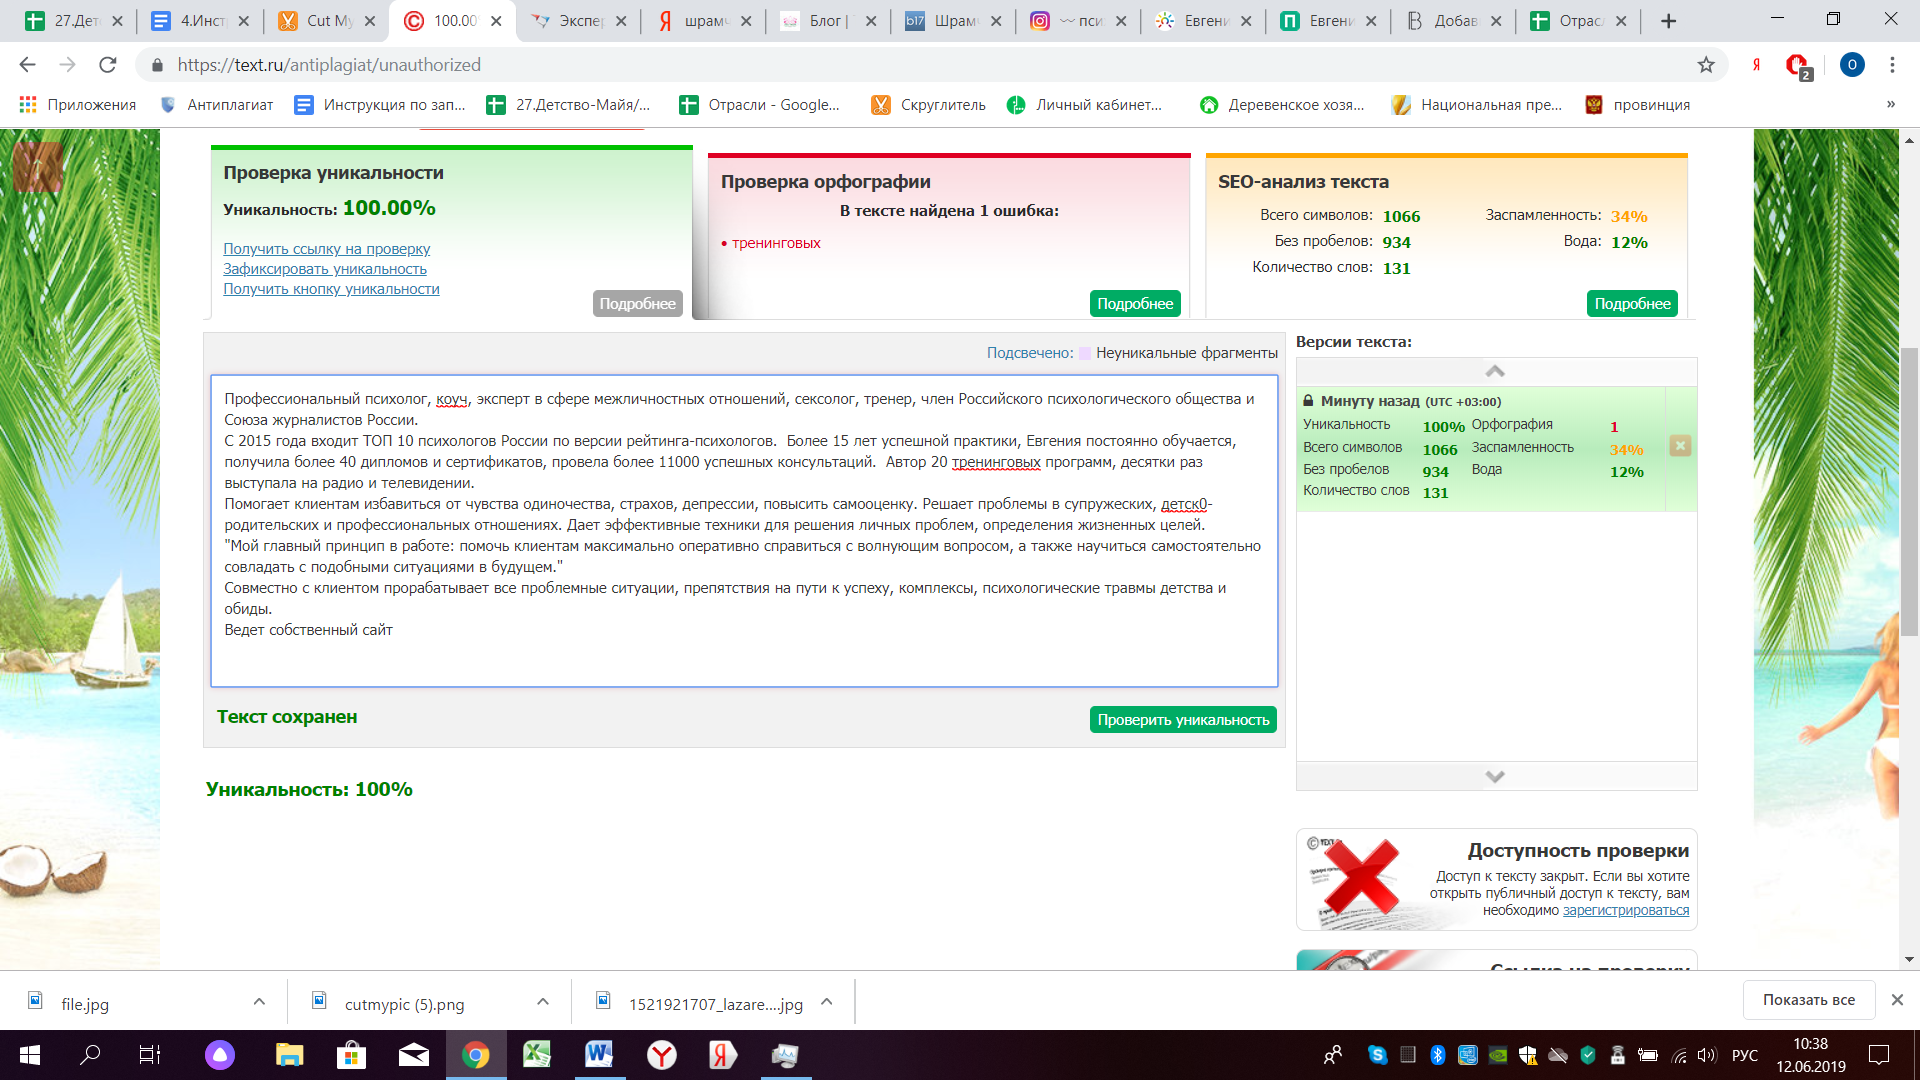 27.Дет
4.Инст
Cut My
100.00
Экспер
шрамч
Блог |
Шрам
пси
Евгени
Евгени
Добав
Отрасл
https://text.ru/antiplagiat/unauthorized
2
О
Приложения
Антиплагиат
Инструкция по зап...
27.Детство-Майя/...
Отрасли - Google...
Скруглитель
Личный кабинет...
Деревенское хозя...
Национальная пре...
провинция
»
Проверка уникальности
Уникальность: 100.00%
Получить ссылку на проверку
Зафиксировать уникальность
Получить кнопку уникальности
Подробнее
Проверка орфографии
В тексте найдена 1 ошибка:
• тренинговых
Подробнее
SEO-анализ текста
Всего символов: 1066 Заспамленность: 34%
Без пробелов: 934 Вода: 12%
Количество слов: 131
Подробнее
Подсвечено: Неуникальные фрагменты
Профессиональный психолог, коуч, эксперт в сфере межличностных отношений, сексолог, тренер, член Российского психологического общества и
Союза журналистов России.
С 2015 года входит ТОП 10 психологов России по версии рейтинга-психологов.  Более 15 лет успешной практики, Евгения постоянно обучается,
получила более 40 дипломов и сертификатов, провела более 11000 успешных консультаций.  Автор 20 тренинговых программ, десятки раз
выступала на радио и телевидении.
Помогает клиентам избавиться от чувства одиночества, страхов, депрессии, повысить самооценку. Решает проблемы в супружеских, детск0-
родительских и профессиональных отношениях. Дает эффективные техники для решения личных проблем, определения жизненных целей.
"Мой главный принцип в работе: помочь клиентам максимально оперативно справиться с волнующим вопросом, а также научиться самостоятельно
совладать с подобными ситуациями в будущем."
Совместно с клиентом прорабатывает все проблемные ситуации, препятствия на пути к успеху, комплексы, психологические травмы детства и
обиды.
Ведет собственный сайт
Текст сохранен
Проверить уникальность
Уникальность: 100%
Версии текста:
Минуту назад (UTC +03:00)
Уникальность 100% Орфография 1
Всего символов 1066 Заспамленность 34%
Без пробелов 934 Вода 12%
Количество слов 131
Доступность проверки
Доступ к тексту закрыт. Если вы хотите
открыть публичный доступ к тексту, вам
необходимо зарегистрироваться
Ссылка на проверку
file.jpg
cutmypic (5).png
1521921707_lazare....jpg
Показать все
РУС
10:38
12.06.2019